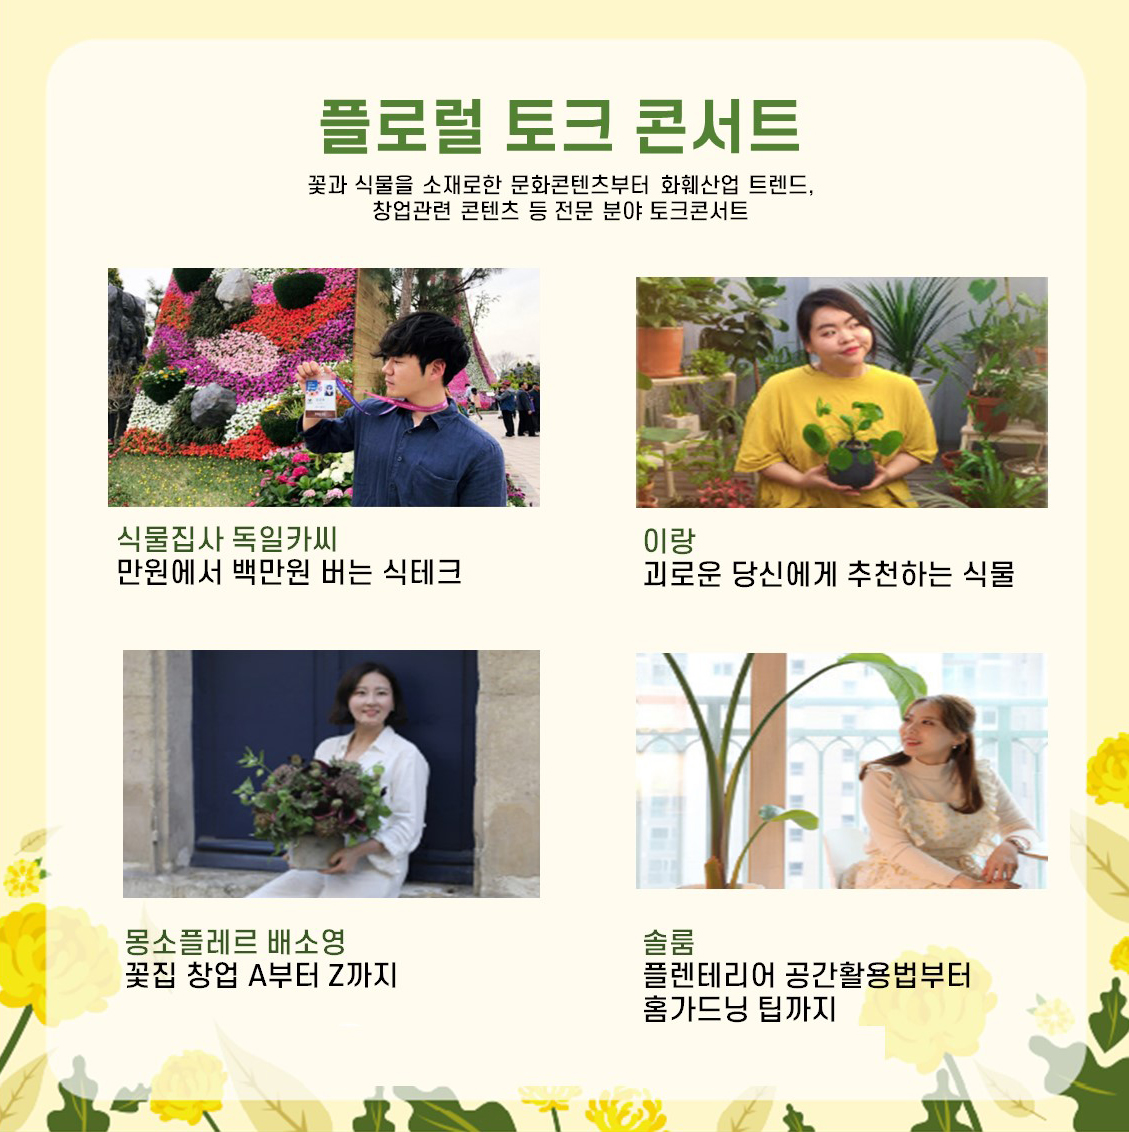 플로럴 토크 콘서트
꽃과 식물을 소재로한 문화콘텐츠부터 화훼산업 트렌드,
창업관련 콘텐츠 등 전문 분야 토크콘서트
식물집사 독일카씨
만원에서 백만원 버는 식테크
이랑
괴로운 당신에게 추천하는 식물
몽소플레르 배소영
꽃집 창업 A부터 Z까지
솔룸
플렌테리어 공간활용법부터
홈가드닝 팁까지